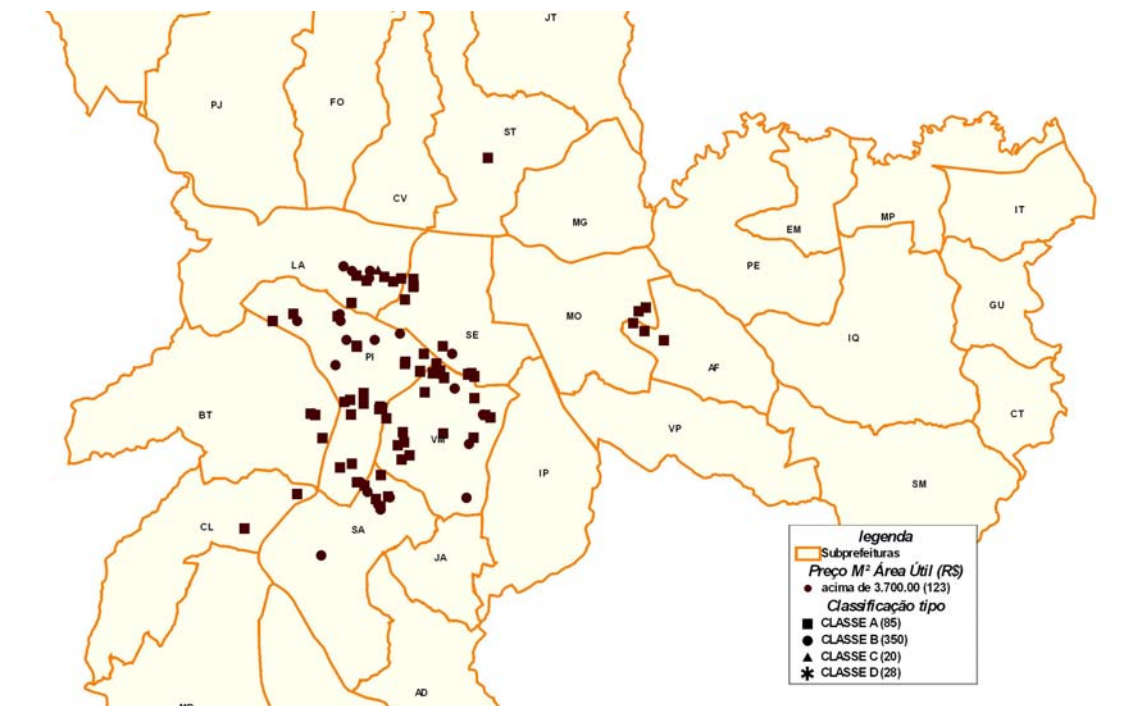 JT
PJ
FO
ST
CV
MG
EM
MP
IT
LA
PE
GU
MO
SE
IQ
PI
AF
BT
VM
VP
CT
IP
SM
CL
SA
JA
AD
legenda
Subprefeituras
Preço M² Área Útil (R$)
acima de 3.700.00 (123)
Classificação tipo
CLASSE A (85)
CLASSE B (350)
CLASSE C (20)
CLASSE D (28)